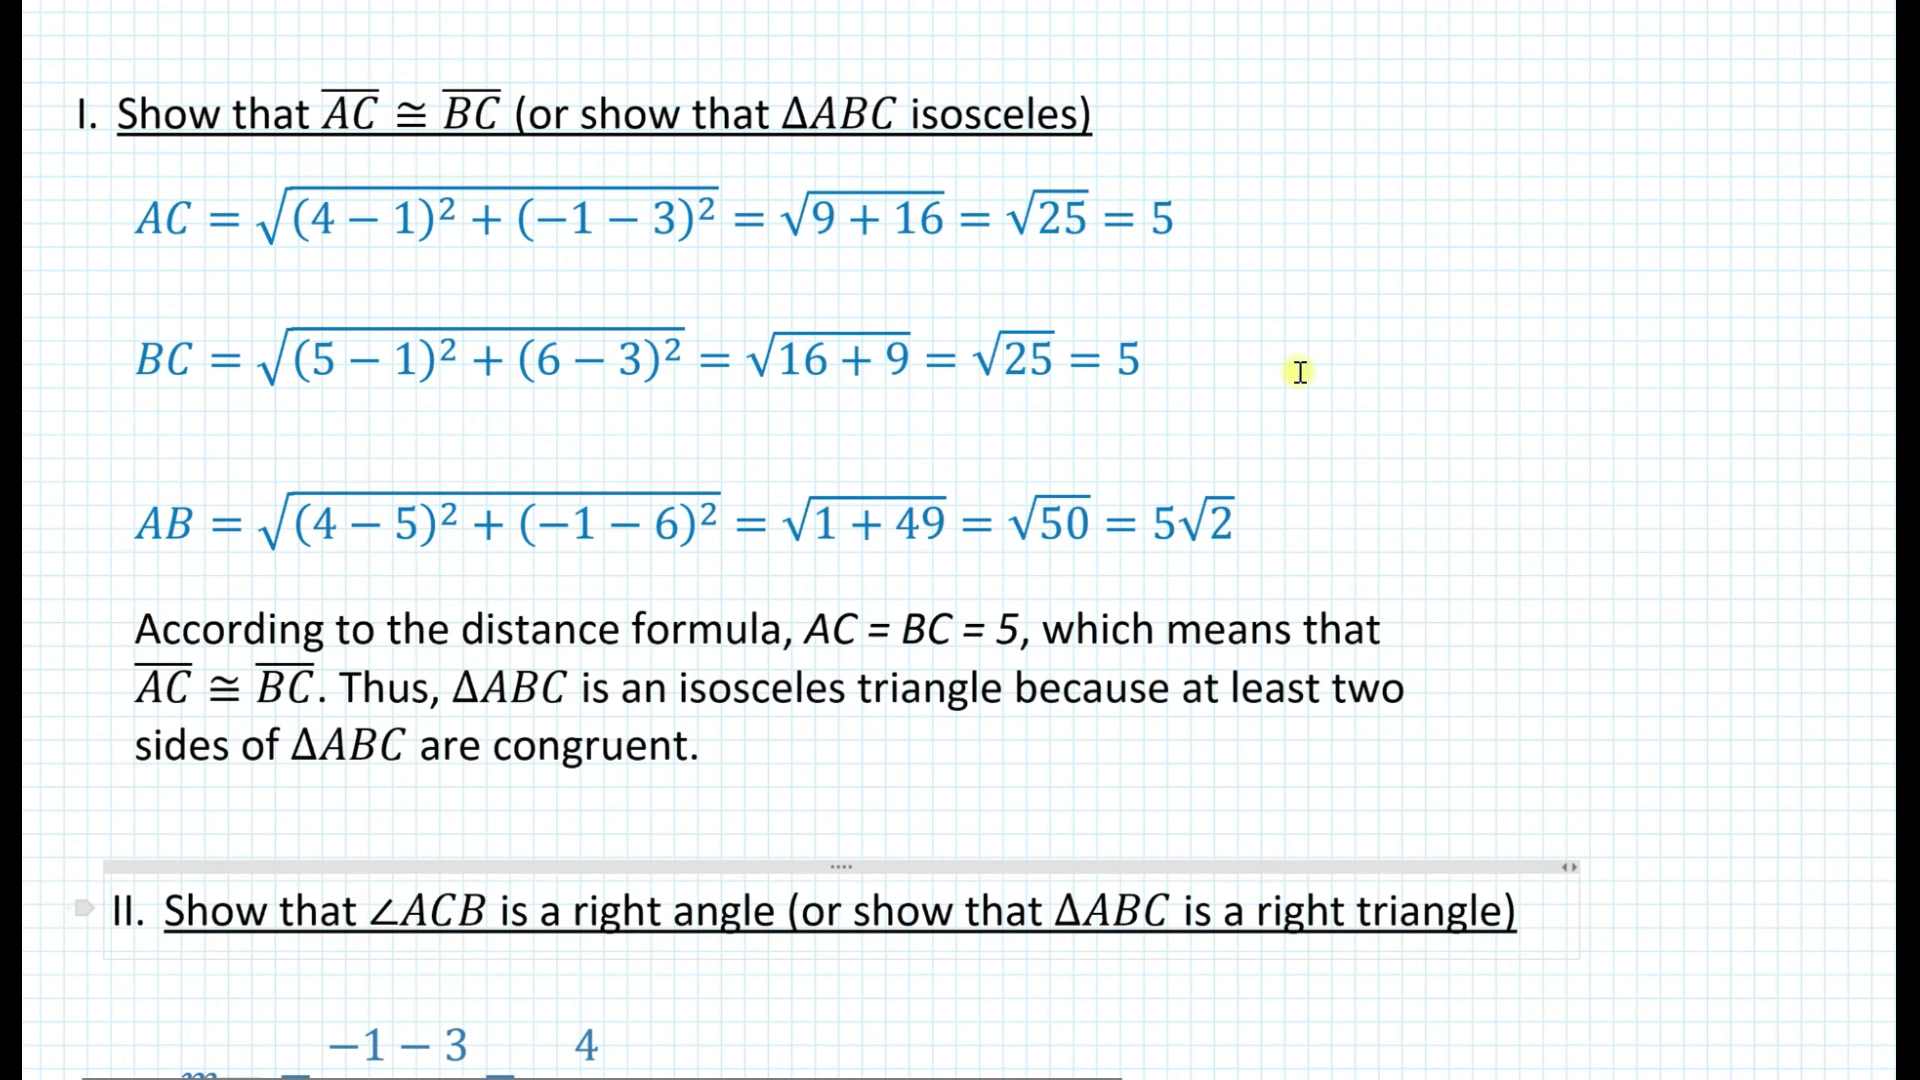 I. Show that A̅C̅ ≅ B̅C̅ (or show that ΔABC isosceles)
AC = √((4 − 1)² + (−1 − 3)²) = √(9 + 16) = √25 = 5
BC = √((5 − 1)² + (6 − 3)²) = √(16 + 9) = √25 = 5
AB = √((4 − 5)² + (−1 − 6)²) = √(1 + 49) = √50 = 5√2
According to the distance formula, AC = BC = 5, which means that
A̅C̅ ≅ B̅C̅. Thus, ΔABC is an isosceles triangle because at least two
sides of ΔABC are congruent.
II. Show that ∠ACB is a right angle (or show that ΔABC is a right triangle)
−1 − 3 4